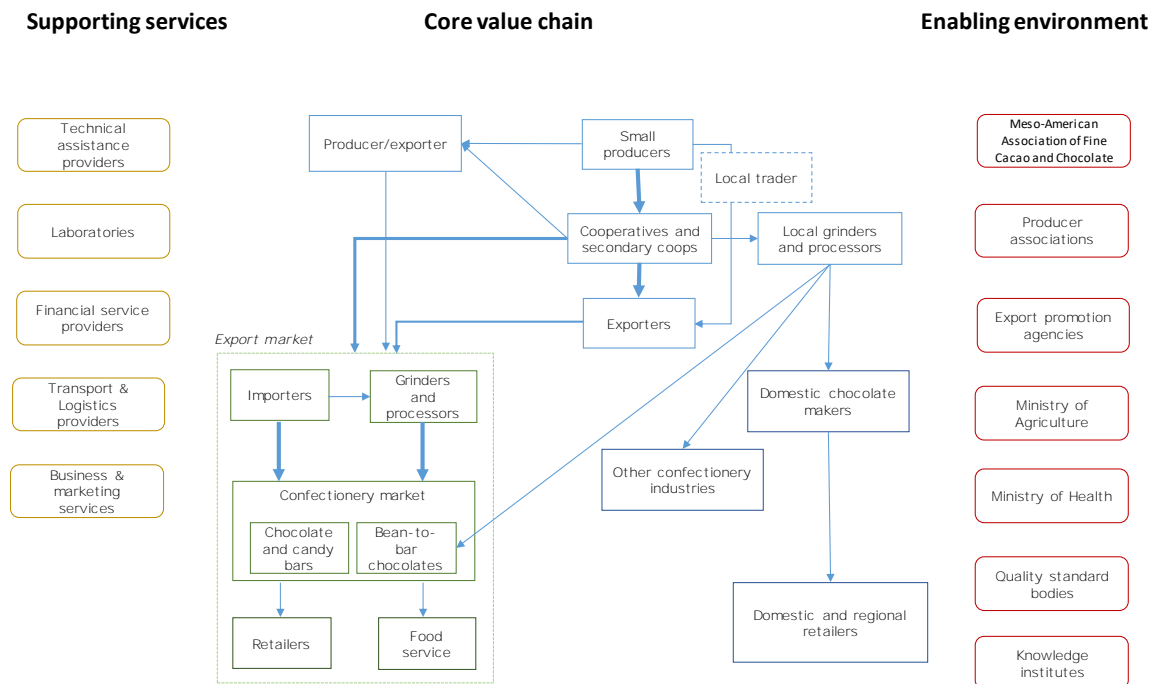 Supporting services
Core value chain
Enabling environment
Technical
assistance
providers
Laboratories
Financial service
providers
Transport &
Logistics
providers
Business &
marketing
services
Producer/exporter
Small
producers
Local trader
Cooperatives and
secondary coops
Local grinders
and processors
Exporters
Export market
Importers
Grinders
and
processors
Confectionery market
Chocolate
and candy
bars
Bean-to-
bar
chocolates
Retailers
Food
service
Domestic chocolate
makers
Other confectionery
industries
Domestic and regional
retailers
Meso-American
Association of Fine
Cacao and Chocolate
Producer
associations
Export promotion
agencies
Ministry of
Agriculture
Ministry of Health
Quality standard
bodies
Knowledge
institutes